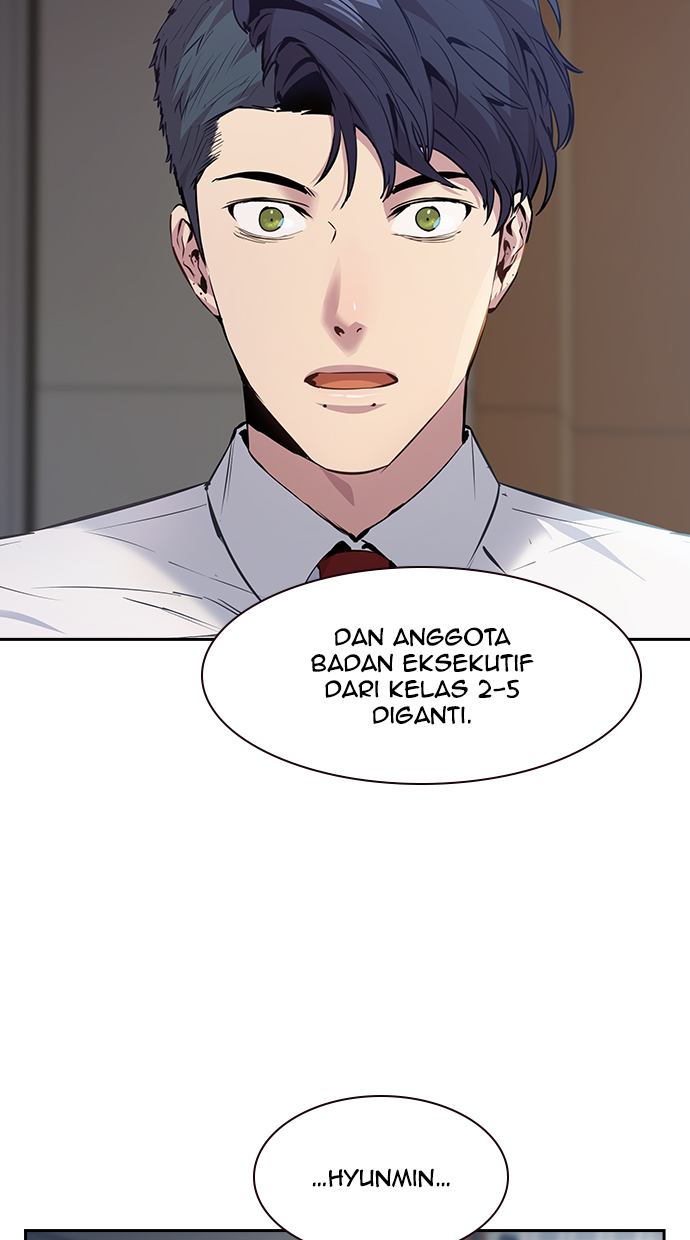 DAN ANGGOTA
BADAN EKSEKUTIF
DARI KELAS 2-5
DIGANTI.
...HYUNMIN...